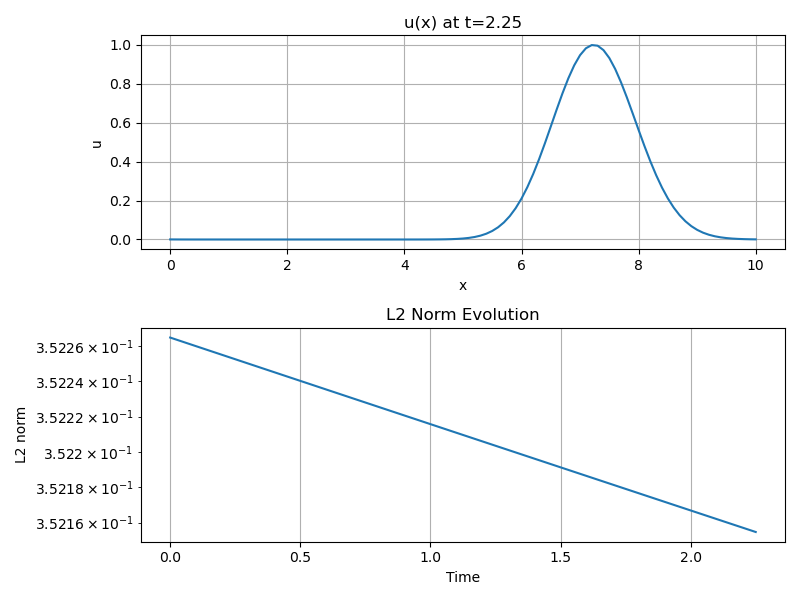 u(x) at t=2.25
1.0
0.8
0.6
0.4
0.2
0.0
u
0 2 4 6 8 10
x
L2 Norm Evolution
3.5226 × 10⁻¹
3.5224 × 10⁻¹
3.5222 × 10⁻¹
3.522 × 10⁻¹
3.5218 × 10⁻¹
3.5216 × 10⁻¹
L2 norm
0.0 0.5 1.0 1.5 2.0
Time